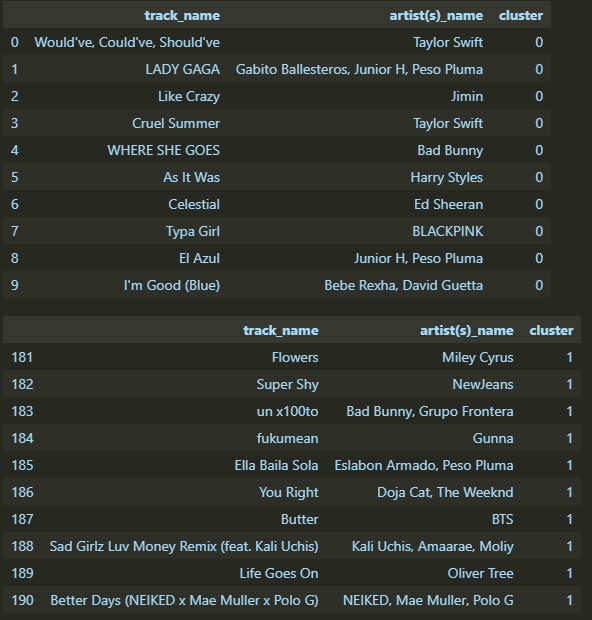 track_name artist(s)_name cluster
0 Would've, Could've, Should've Taylor Swift 0
1 LADY GAGA Gabito Ballesteros, Junior H, Peso Pluma 0
2 Like Crazy Jimin 0
3 Cruel Summer Taylor Swift 0
4 WHERE SHE GOES Bad Bunny 0
5 As It Was Harry Styles 0
6 Celestial Ed Sheeran 0
7 Typa Girl BLACKPINK 0
8 El Azul Junior H, Peso Pluma 0
9 I'm Good (Blue) Bebe Rexha, David Guetta 0
track_name artist(s)_name cluster
181 Flowers Miley Cyrus 1
182 Super Shy NewJeans 1
183 un x100to Bad Bunny, Grupo Frontera 1
184 fukumean Gunna 1
185 Ella Baila Sola Eslabon Armado, Peso Pluma 1
186 You Right Doja Cat, The Weeknd 1
187 Butter BTS 1
188 Sad Girlz Luv Money Remix (feat. Kali Uchis) Kali Uchis, Amaarae, Moliy 1
189 Life Goes On Oliver Tree 1
190 Better Days (NEIKED x Mae Muller x Polo G) NEIKED, Mae Muller, Polo G 1